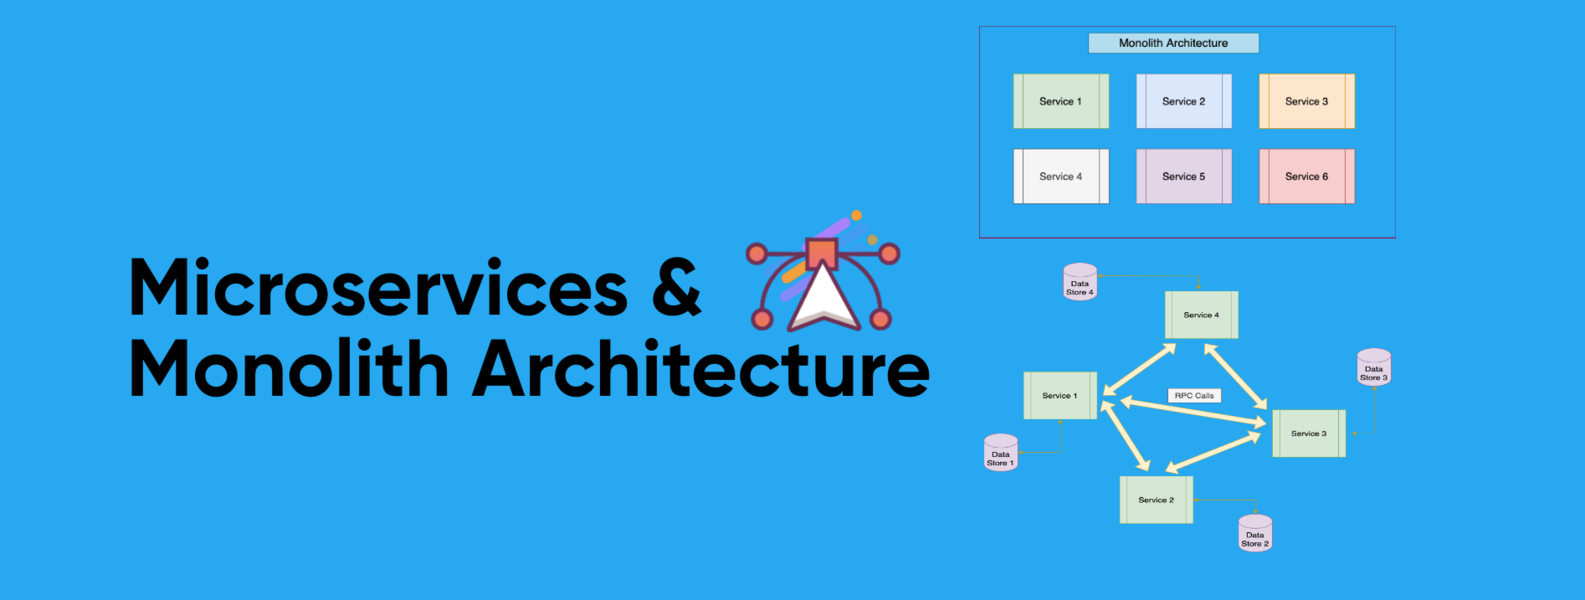 Microservices &
Monolith Architecture
Monolith Architecture
Service 1
Service 2
Service 3
Service 4
Service 5
Service 6
Data
Store 4
Service 4
Data
Store 3
Service 1
RPC Calls
Service 3
Data
Store 1
Service 2
Data
Store 2